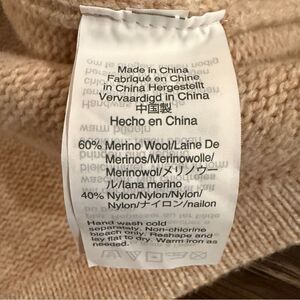 Made in China
Fabriqué en Chine
in China Hergestellt
Vervaardigd in China
中国製
Hecho en China
60% Merino Wool/Laine De
Merinos/Merinowolle/
Merinowol/メリノウー
ル/lana merino
40% Nylon/Nylon/Nylon/
Nylon/ナイロン/nailon
Hand wash cold
separately. Non-chlorine
bleach only. Reshape and
lay flat to dry. Warm iron as
needed.